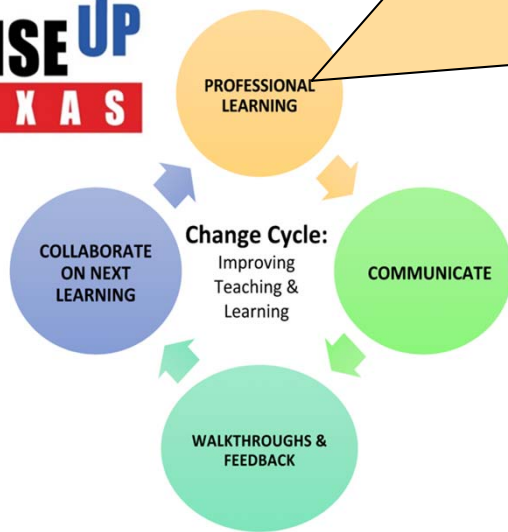 ISE UP
X A S
PROFESSIONAL
LEARNING
COMMUNICATE
WALKTHROUGHS &
FEEDBACK
COLLABORATE
ON NEXT
LEARNING
Change Cycle:
Improving
Teaching &
Learning